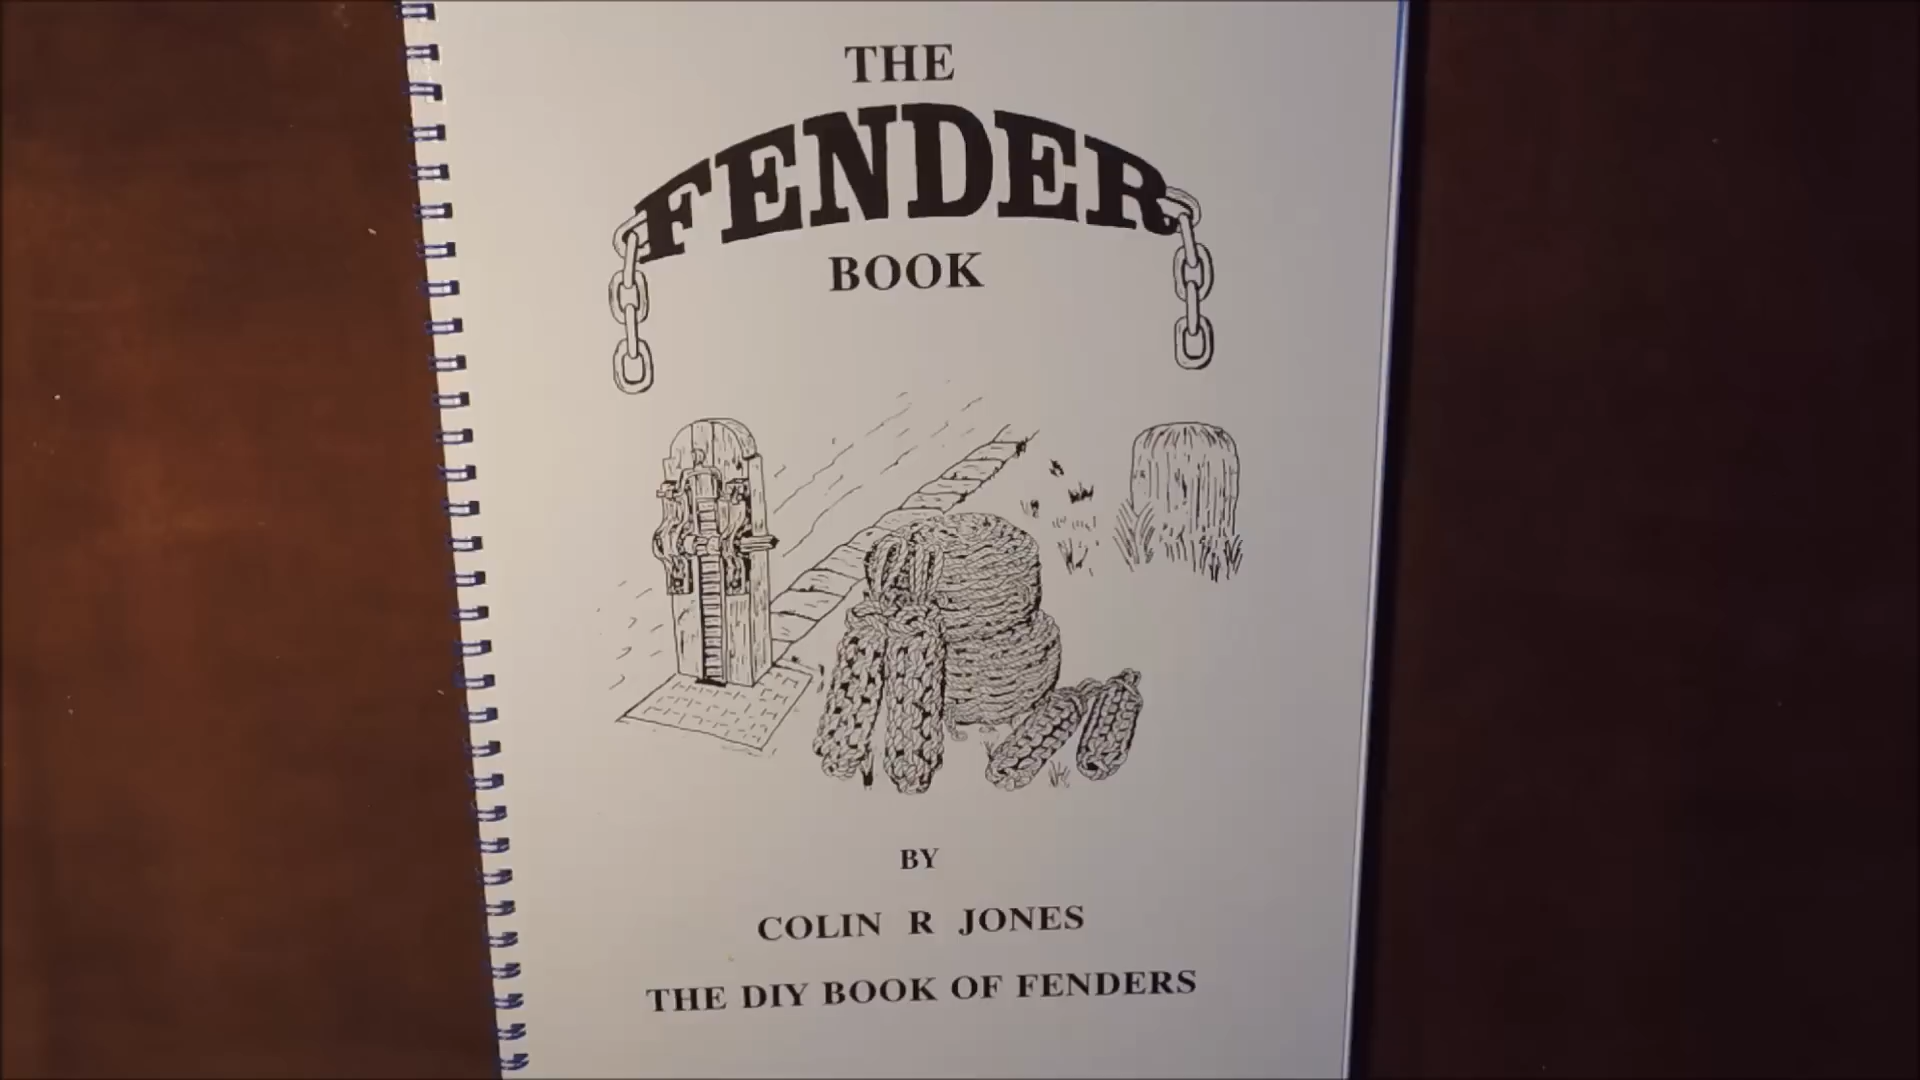 THE
FENDER
BOOK
BY
COLIN R JONES
THE DIY BOOK OF FENDERS